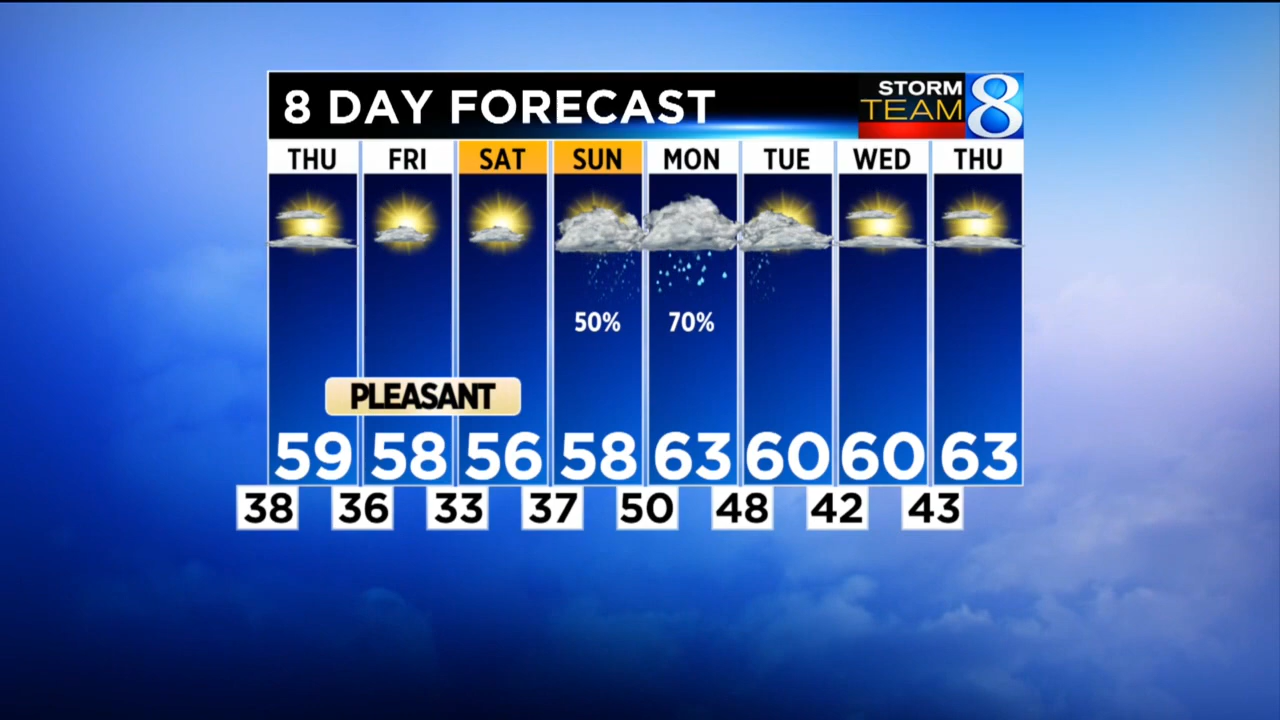 8 DAY FORECAST
STORM
TEAM
8
THU FRI SAT SUN MON TUE WED THU
50% 70%
PLEASANT
59 58 56 58 63 60 60 63
38 36 33 37 50 48 42 43